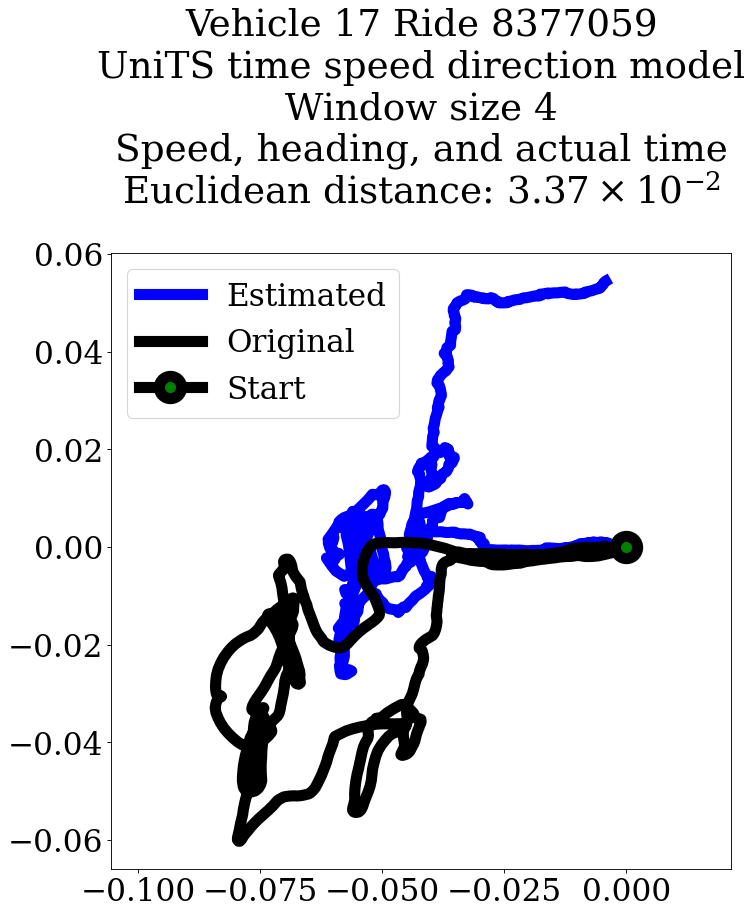 Vehicle 17 Ride 8377059
UniTS time speed direction model
Window size 4
Speed, heading, and actual time
Euclidean distance: 3.37 × 10⁻²
0.06
Estimated
0.04
Original
Start
0.02
0.00
−0.02
−0.04
−0.06
−0.100 −0.075 −0.050 −0.025 0.000